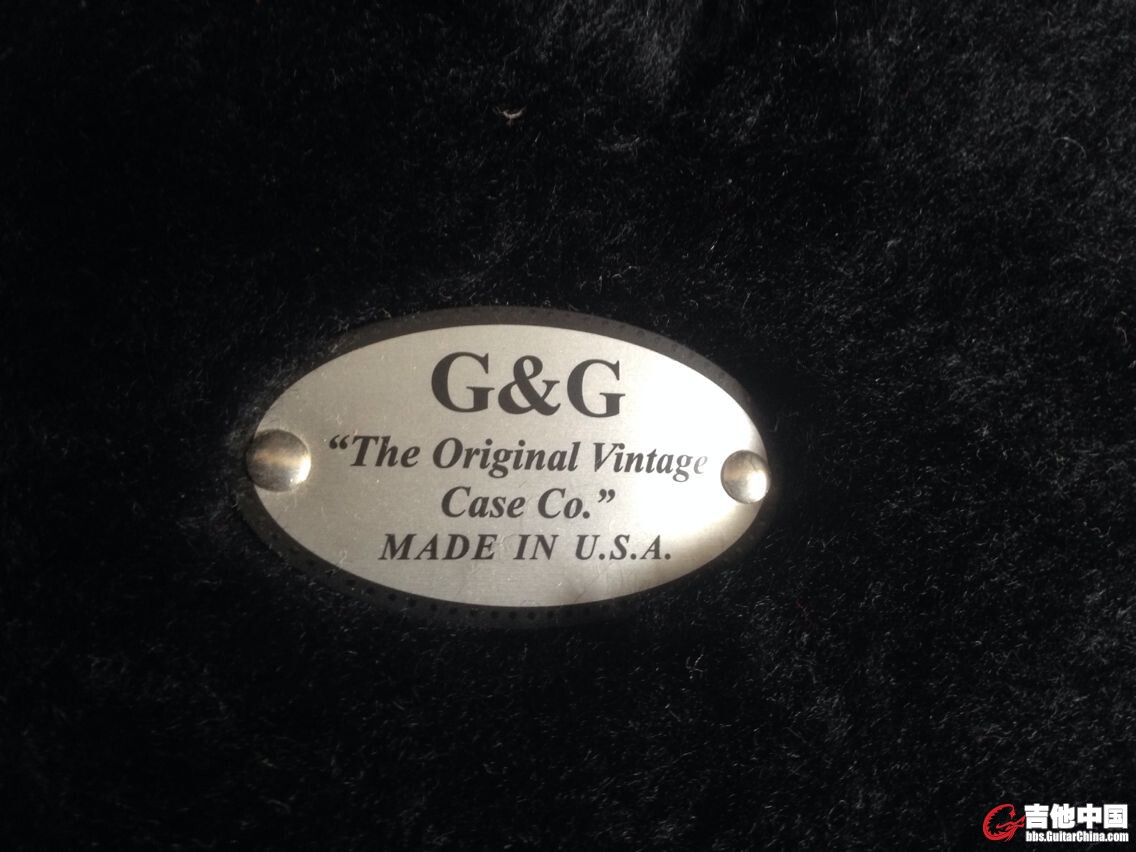 G&G
“The Original Vintage
Case Co.”
MADE IN U.S.A.
吉他中国
bbs.GuitarChina.com